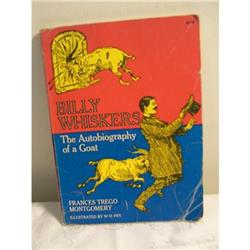 BILLY
WHISKERS
The Autobiography
of a Goat
FRANCES TREGO
MONTGOMERY
ILLUSTRATED BY W·H·FRY